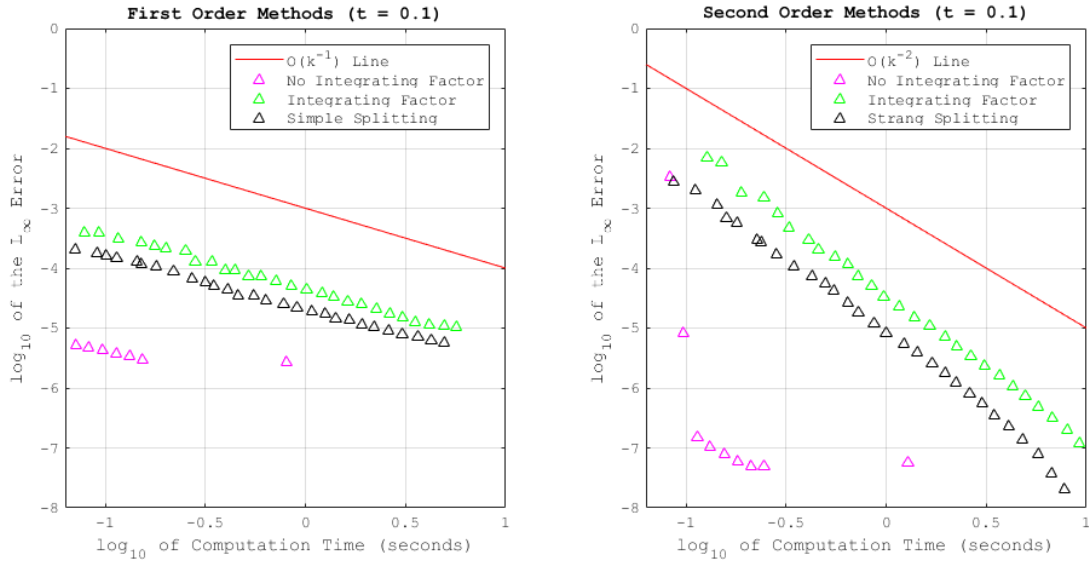 First Order Methods (t = 0.1)
0
-1
-2
-3
-4
-5
-6
-7
-8
log₁₀ of the L∞ Error
O(k⁻¹) Line
No Integrating Factor
Integrating Factor
Simple Splitting
-1
-0.5
0
0.5
1
log₁₀ of Computation Time (seconds)
Second Order Methods (t = 0.1)
0
-1
-2
-3
-4
-5
-6
-7
-8
log₁₀ of the L∞ Error
O(k⁻²) Line
No Integrating Factor
Integrating Factor
Strang Splitting
-1
-0.5
0
0.5
1
log₁₀ of Computation Time (seconds)